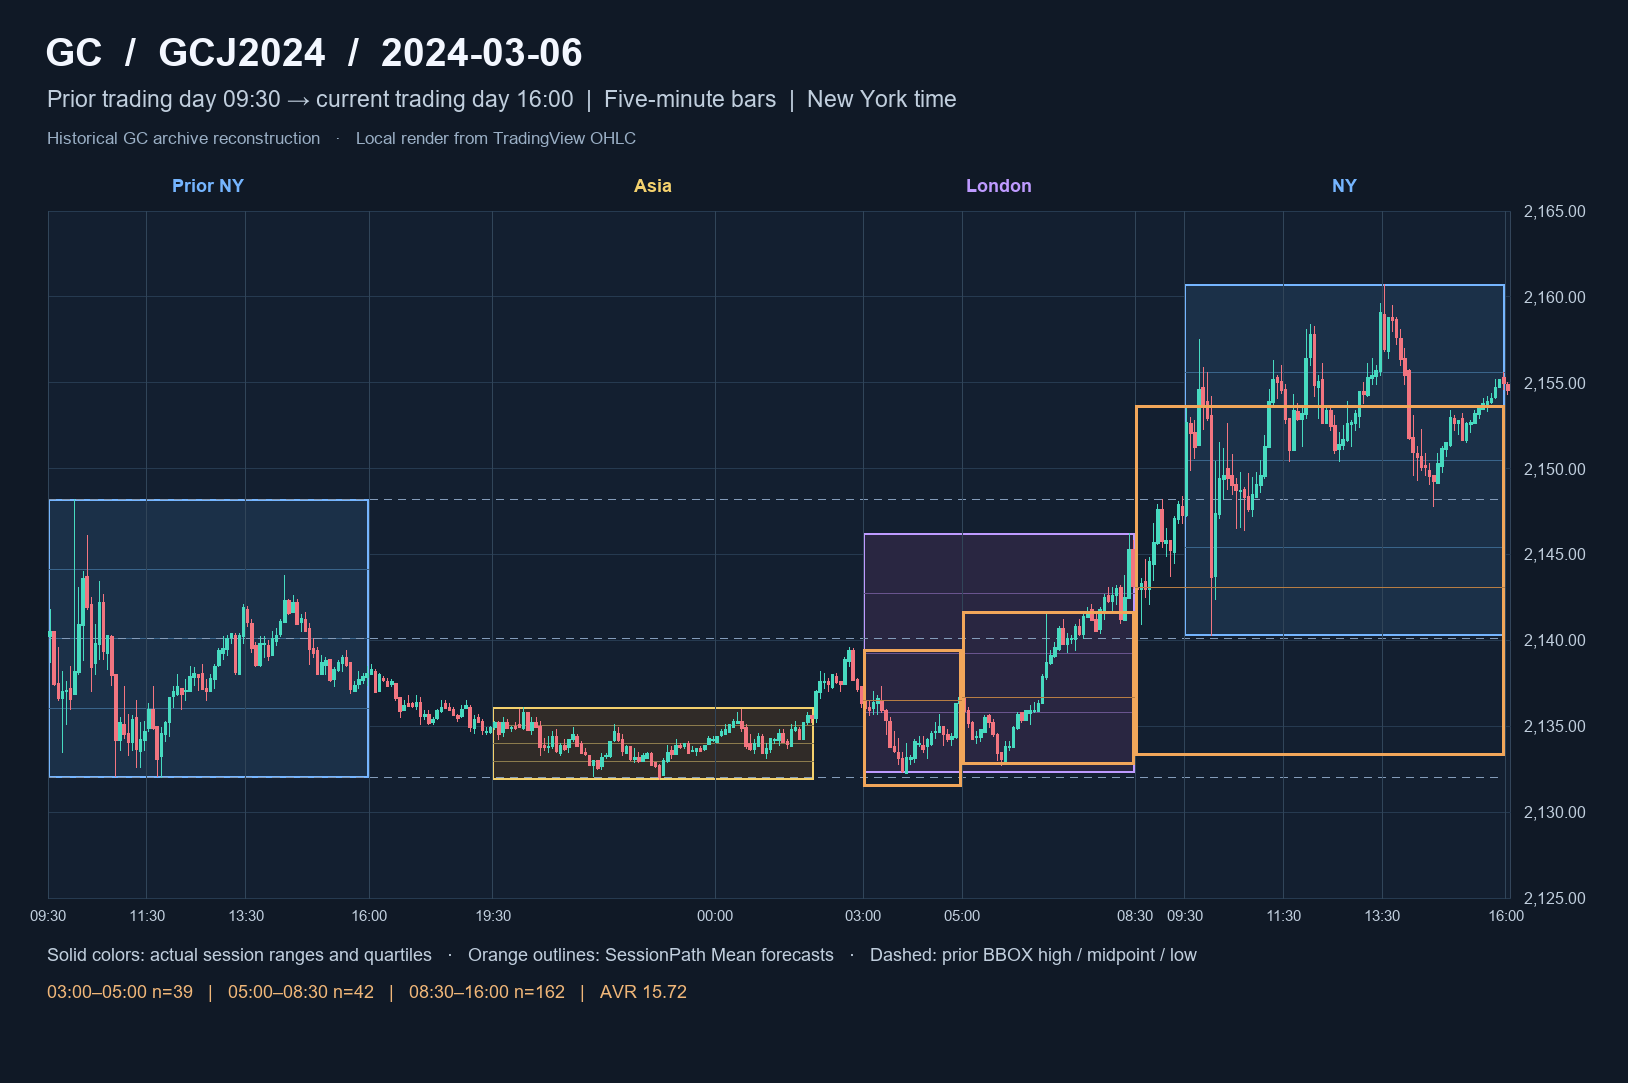 GC / GCJ2024 / 2024-03-06
Prior trading day 09:30 → current trading day 16:00 | Five-minute bars | New York time
Historical GC archive reconstruction · Local render from TradingView OHLC
Prior NY Asia London NY
2,165.00
2,160.00
2,155.00
2,150.00
2,145.00
2,140.00
2,135.00
2,130.00
2,125.00
09:30 11:30 13:30 16:00 19:30 00:00 03:00 05:00 08:30 09:30 11:30 13:30 16:00
Solid colors: actual session ranges and quartiles · Orange outlines: SessionPath Mean forecasts · Dashed: prior BBOX high / midpoint / low
03:00–05:00 n=39 | 05:00–08:30 n=42 | 08:30–16:00 n=162 | AVR 15.72